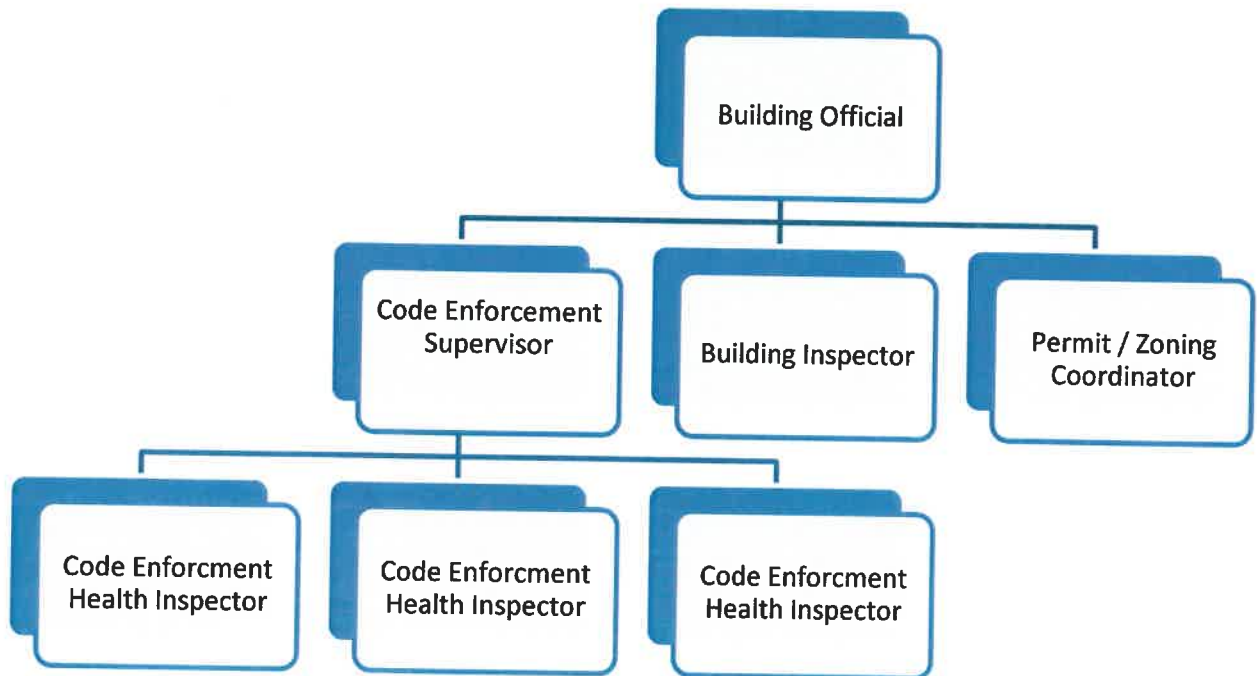 Building Official
Code Enforcement
Supervisor
Building Inspector
Permit / Zoning
Coordinator
Code Enforcment
Health Inspector
Code Enforcment
Health Inspector
Code Enforcment
Health Inspector